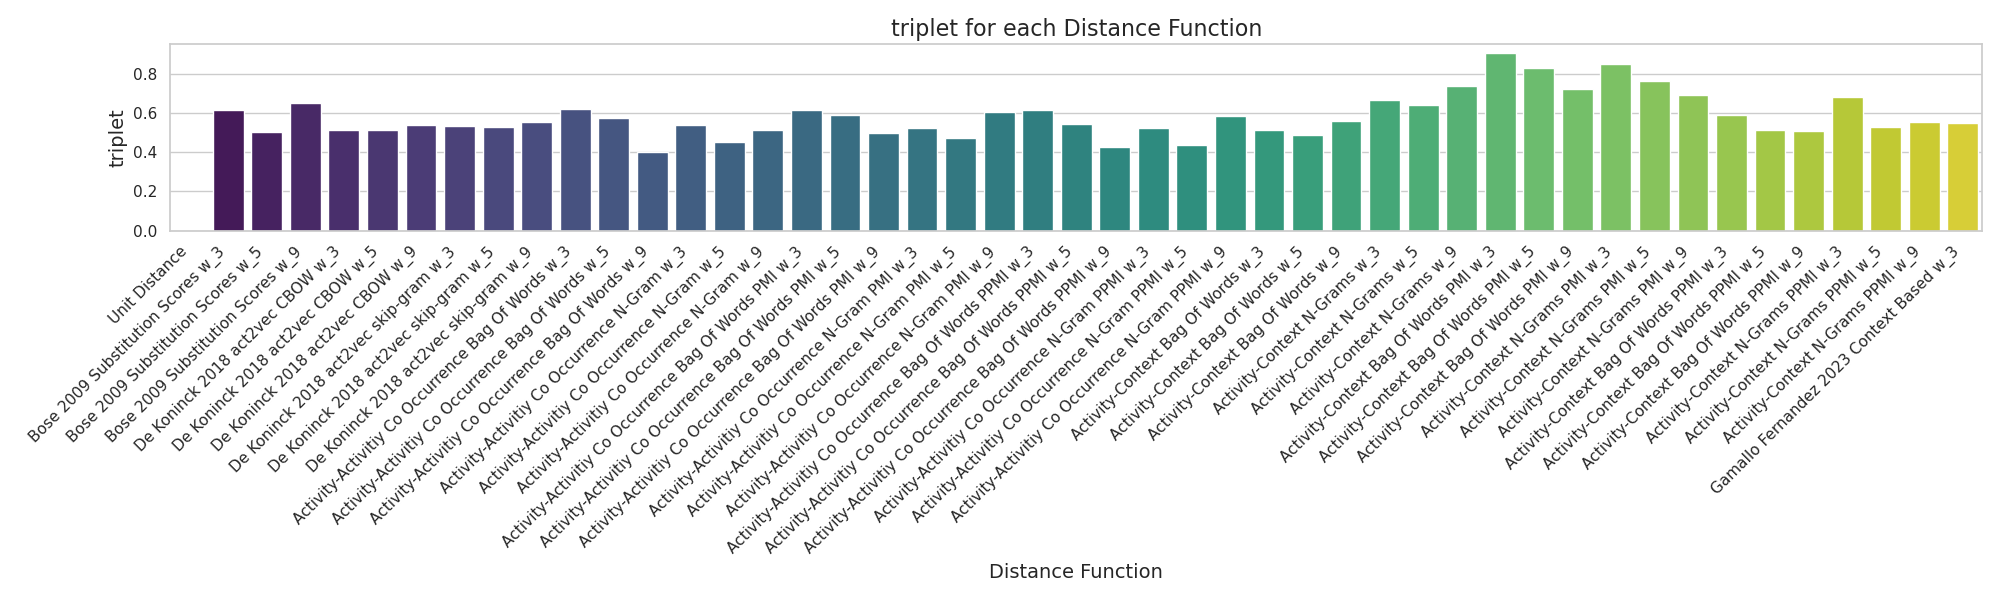 triplet for each Distance Function
triplet
0.8
0.6
0.4
0.2
0.0
Unit Distance
Bose 2009 Substitution Scores w_3
Bose 2009 Substitution Scores w_5
Bose 2009 Substitution Scores w_9
De Koninck 2018 act2vec CBOW w_3
De Koninck 2018 act2vec CBOW w_5
De Koninck 2018 act2vec CBOW w_9
De Koninck 2018 act2vec skip-gram w_3
De Koninck 2018 act2vec skip-gram w_5
De Koninck 2018 act2vec skip-gram w_9
Activity-Activitiy Co Occurrence Bag Of Words w_3
Activity-Activitiy Co Occurrence Bag Of Words w_5
Activity-Activitiy Co Occurrence Bag Of Words w_9
Activity-Activitiy Co Occurrence N-Gram w_3
Activity-Activitiy Co Occurrence N-Gram w_5
Activity-Activitiy Co Occurrence N-Gram w_9
Activity-Activitiy Co Occurrence Bag Of Words PMI w_3
Activity-Activitiy Co Occurrence Bag Of Words PMI w_5
Activity-Activitiy Co Occurrence Bag Of Words PMI w_9
Activity-Activitiy Co Occurrence N-Gram PMI w_3
Activity-Activitiy Co Occurrence N-Gram PMI w_5
Activity-Activitiy Co Occurrence N-Gram PMI w_9
Activity-Activitiy Co Occurrence Bag Of Words PPMI w_3
Activity-Activitiy Co Occurrence Bag Of Words PPMI w_5
Activity-Activitiy Co Occurrence Bag Of Words PPMI w_9
Activity-Activitiy Co Occurrence N-Gram PPMI w_3
Activity-Activitiy Co Occurrence N-Gram PPMI w_5
Activity-Activitiy Co Occurrence N-Gram PPMI w_9
Activity-Context Bag Of Words w_3
Activity-Context Bag Of Words w_5
Activity-Context Bag Of Words w_9
Activity-Context N-Grams w_3
Activity-Context N-Grams w_5
Activity-Context N-Grams w_9
Activity-Context Bag Of Words PMI w_3
Activity-Context Bag Of Words PMI w_5
Activity-Context Bag Of Words PMI w_9
Activity-Context N-Grams PMI w_3
Activity-Context N-Grams PMI w_5
Activity-Context N-Grams PMI w_9
Activity-Context Bag Of Words PPMI w_3
Activity-Context Bag Of Words PPMI w_5
Activity-Context Bag Of Words PPMI w_9
Activity-Context N-Grams PPMI w_3
Activity-Context N-Grams PPMI w_5
Activity-Context N-Grams PPMI w_9
Gamallo Fernandez 2023 Context Based w_3
Distance Function